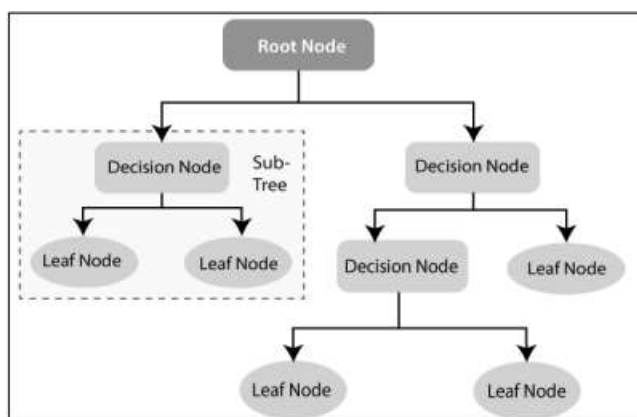 Root Node
Decision Node
Sub-
Tree
Decision Node
Leaf Node
Leaf Node
Decision Node
Leaf Node
Leaf Node
Leaf Node